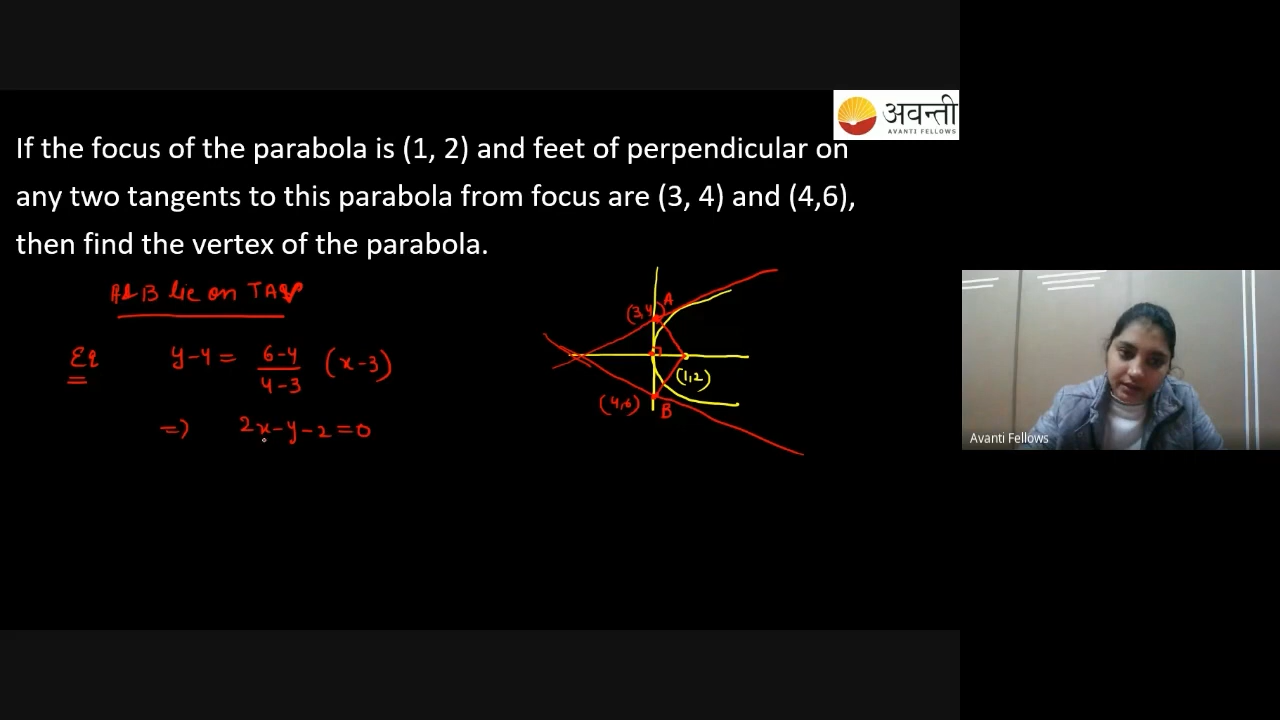 अवन्ती
AVANTI FELLOWS
If the focus of the parabola is (1, 2) and feet of perpendicular on
any two tangents to this parabola from focus are (3, 4) and (4,6),
then find the vertex of the parabola.
A & B lie on TAV
Eq y-4 = 6-4/4-3 (x-3)
=) 2x-y-2=0
(3,4) A
(1,2)
(4,6) B
Avanti Fellows